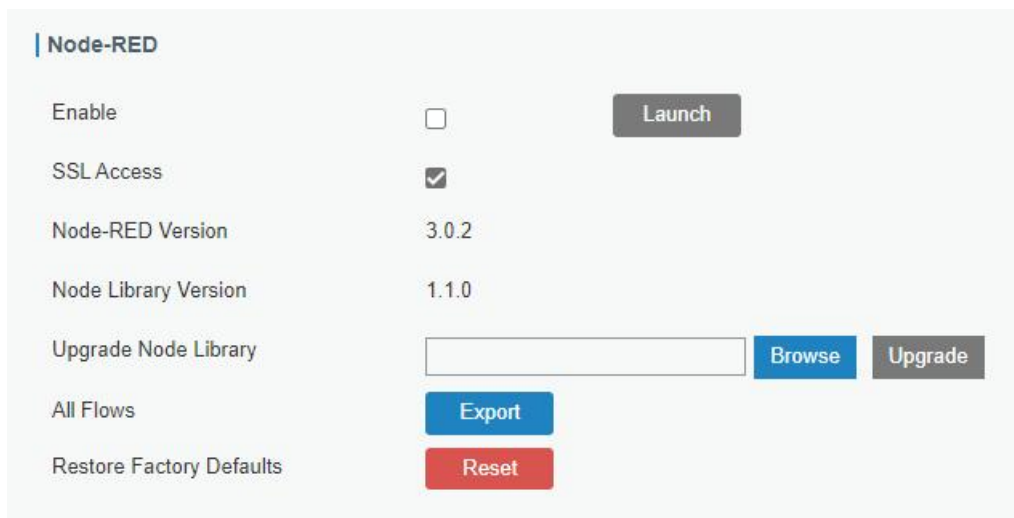 Node-RED
Enable Launch
SSL Access
Node-RED Version 3.0.2
Node Library Version 1.1.0
Upgrade Node Library Browse Upgrade
All Flows Export
Restore Factory Defaults Reset